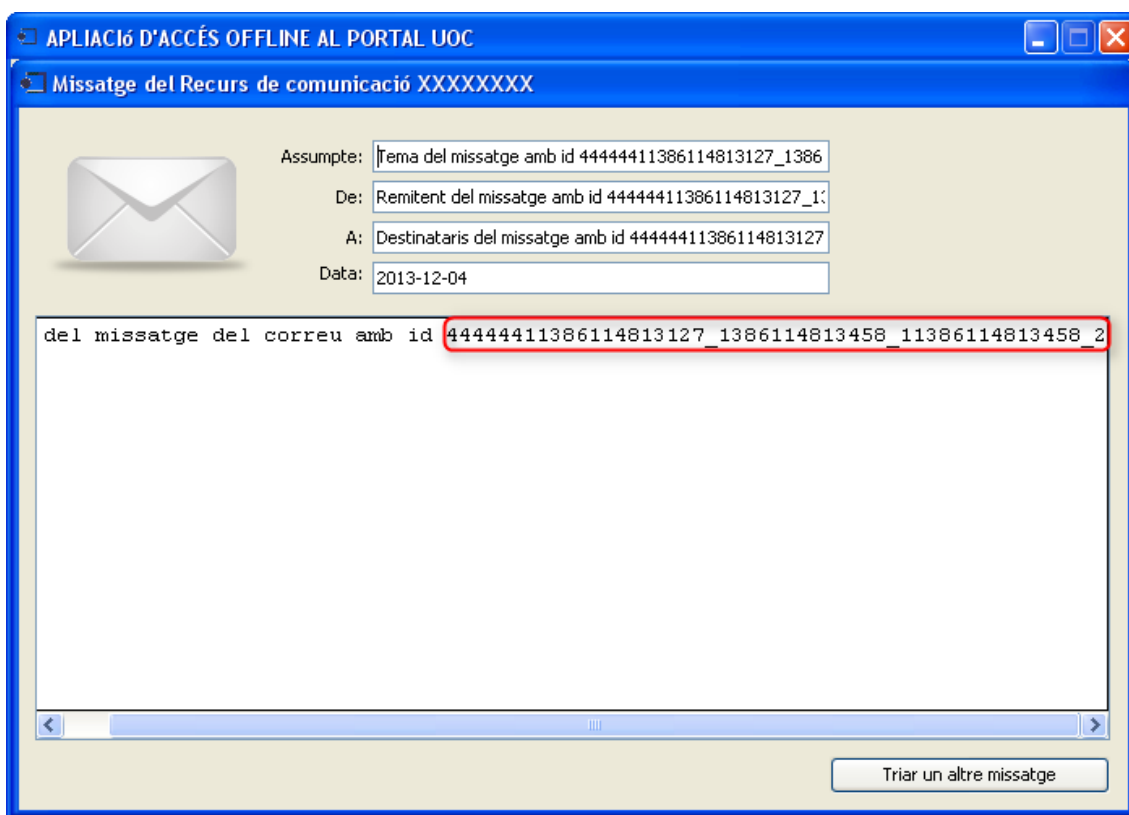 APLIACIó D'ACCÉS OFFLINE AL PORTAL UOC
Missatge del Recurs de comunicació XXXXXXXX
Assumpte: Tema del missatge amb id 44444411386114813127_1386
De: Remitent del missatge amb id 44444411386114813127_13
A: Destinataris del missatge amb id 44444411386114813127
Data: 2013-12-04
del missatge del correu amb id 44444411386114813127_1386114813458_11386114813458_2
Triar un altre missatge